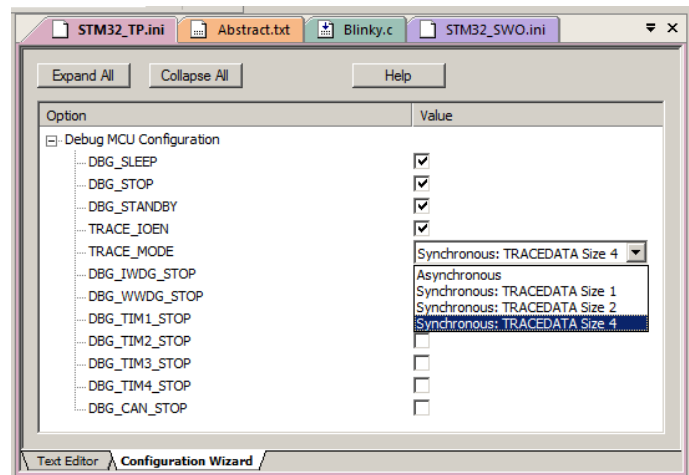 STM32_TP.ini Abstract.txt Blinky.c STM32_SWO.ini
Expand All Collapse All Help
Option Value
Debug MCU Configuration
DBG_SLEEP
DBG_STOP
DBG_STANDBY
TRACE_IOEN
TRACE_MODE Synchronous: TRACEDATA Size 4
DBG_IWDG_STOP Asynchronous
DBG_WWDG_STOP Synchronous: TRACEDATA Size 1
Synchronous: TRACEDATA Size 2
DBG_TIM1_STOP Synchronous: TRACEDATA Size 4
DBG_TIM2_STOP
DBG_TIM3_STOP
DBG_TIM4_STOP
DBG_CAN_STOP
Text Editor Configuration Wizard